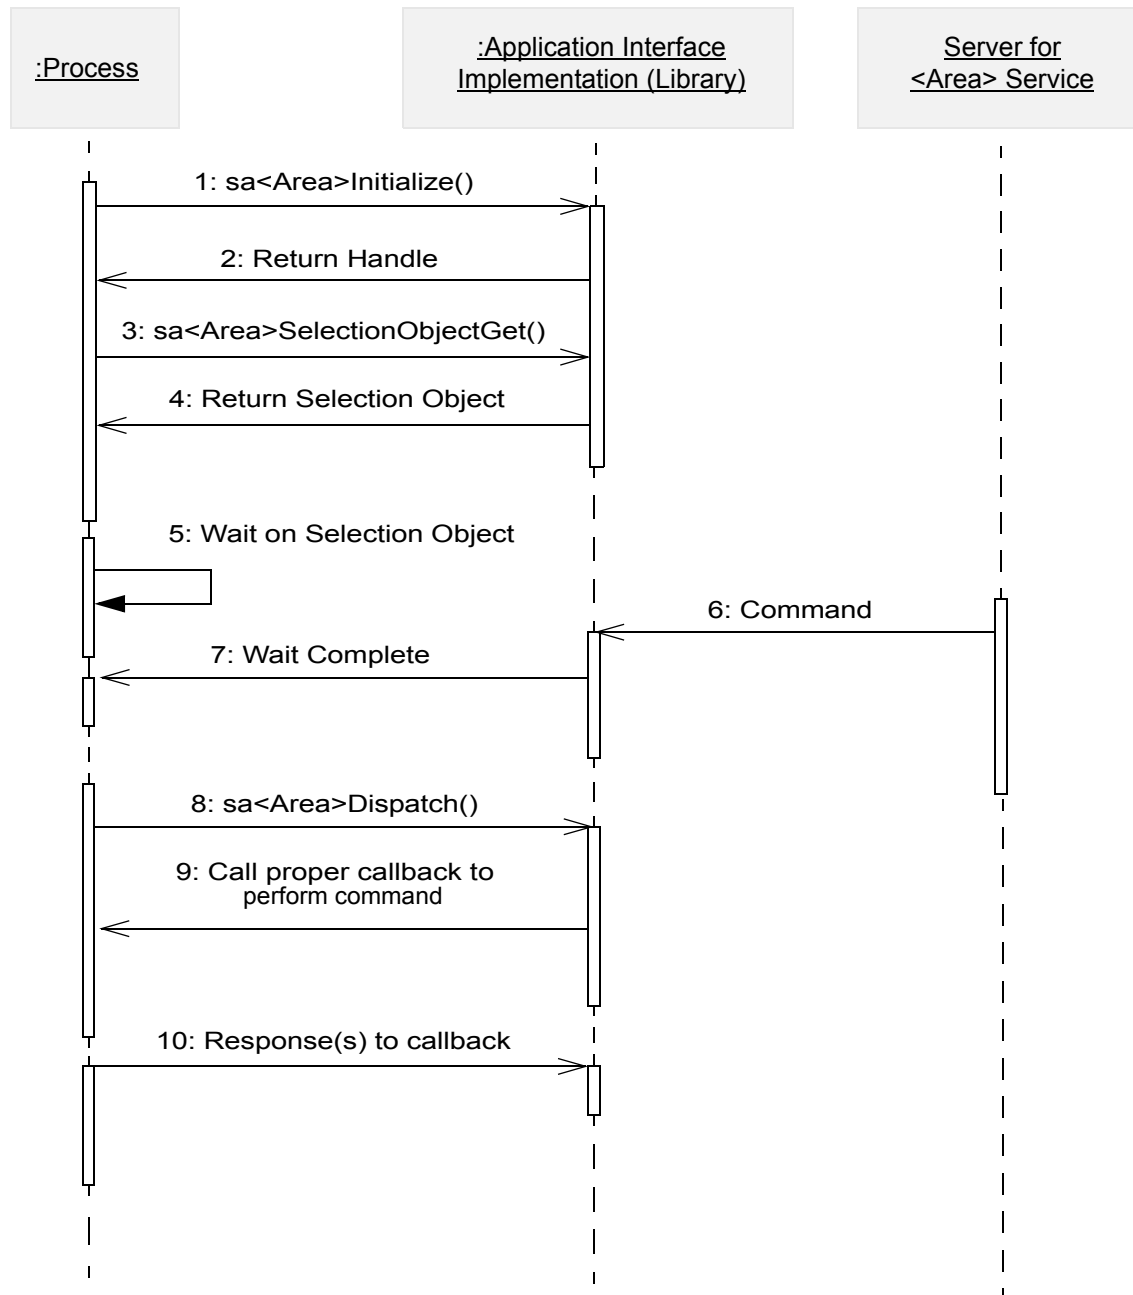 :Process
:Application Interface
Implementation (Library)
Server for
<Area> Service
1: sa<Area>Initialize()
2: Return Handle
3: sa<Area>SelectionObjectGet()
4: Return Selection Object
5: Wait on Selection Object
6: Command
7: Wait Complete
8: sa<Area>Dispatch()
9: Call proper callback to
perform command
10: Response(s) to callback